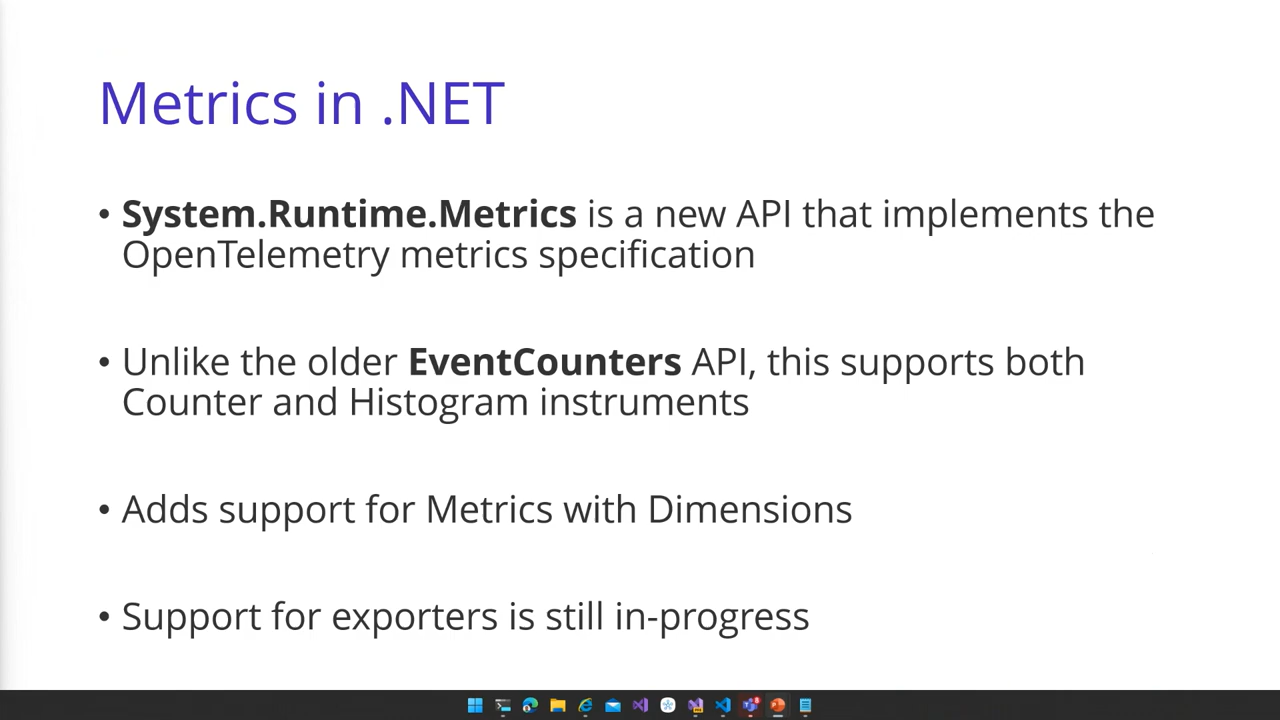 Metrics in .NET
• System.Runtime.Metrics is a new API that implements the
OpenTelemetry metrics specification
• Unlike the older EventCounters API, this supports both
Counter and Histogram instruments
• Adds support for Metrics with Dimensions
• Support for exporters is still in-progress